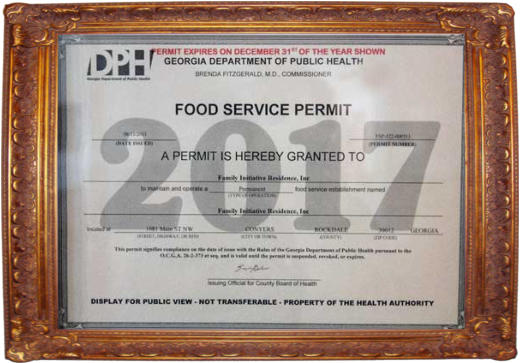 PERMIT EXPIRES ON DECEMBER 31ST OF THE YEAR SHOWN
DPH
Georgia Department of Public Health
GEORGIA DEPARTMENT OF PUBLIC HEALTH
BRENDA FITZGERALD, M.D., COMMISSIONER
FOOD SERVICE PERMIT
2017
(DATE ISSUED)
(PERMIT NUMBER)
A PERMIT IS HEREBY GRANTED TO
Family Initiative Residence, Inc
to maintain and operate a Permanent food service establishment named
(TYPE OF OPERATION)
Family Initiative Residence, Inc
located at 1081 Main ST NW CONYERS ROCKDALE 30012 GEORGIA
(CITY OR TOWN) (COUNTY) (ZIP CODE)
This permit signifies compliance on the date of issue with the Rules of the Georgia Department of Public Health pursuant to the
O.C.G.A. 26-2-373 et seq. and is valid until the permit is suspended, revoked, or expires.
Issuing Official for County Board of Health
DISPLAY FOR PUBLIC VIEW - NOT TRANSFERABLE - PROPERTY OF THE HEALTH AUTHORITY